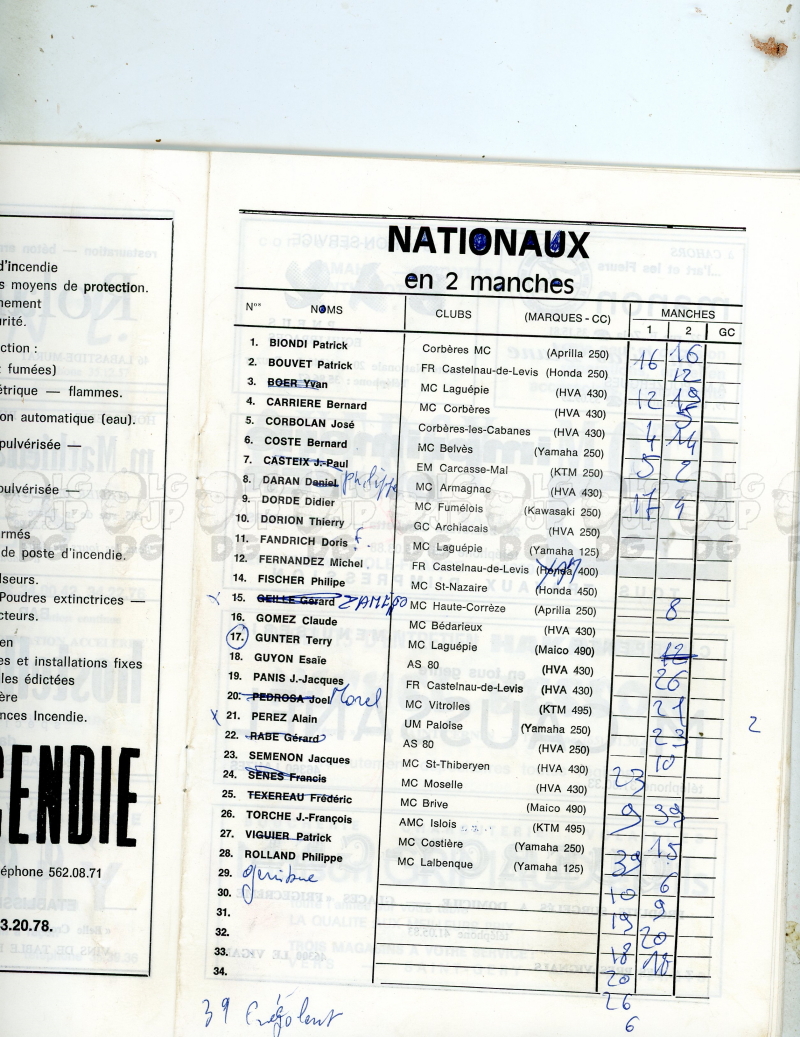 d'incendie
s moyens de protection.
nement
urité.
ction :
t fumées)
étrique — flammes.
on automatique (eau).
pulvérisée —
pulvérisée —
rmés
de poste d'incendie.
lseurs.
Poudres extinctrices —
cteurs.
en
es et installations fixes
les édictées
ère
nces Incendie.
CENDIE
éléphone 562.08.71
3.20.78.
NATIONAUX
en 2 manches
Nos NOMS CLUBS (MARQUES - CC) MANCHES
1 2 GC
1. BIONDI Patrick Corbères MC (Aprilla 250) 16 16
2. BOUVET Patrick FR Castelnau-de-Levis (Honda 250) 12
3. BOER Yvan MC Laguépie (HVA 430) 12
4. CARRIERE Bernard MC Corbères (HVA 430) 5
5. CORBOLAN José Corbères-les-Cabanes (HVA 430) 14
6. COSTE Bernard MC Belvès (Yamaha 250) 5 2
7. CASTEIX J.-Paul EM Carcasse-Mal (KTM 250)
8. DARAN Daniel philippe MC Armagnac (HVA 430) 17 4
9. DORDE Didier MC Fumélois (Kawasaki 250)
10. DORION Thierry GC Archiacais (HVA 250)
11. FANDRICH Doris F. MC Laguépie (Yamaha 125)
12. FERNANDEZ Michel FR Castelnau-de-Levis (Honda 400) YAM
14. FISCHER Philipe MC St-Nazaire (Honda 450)
15. GEILLE Gérard MC Haute-Corrèze (Aprilia 250) 8
16. GOMEZ Claude MC Bédarieux (HVA 430)
17. GUNTER Terry MC Laguépie (Maico 490) 12
18. GUYON Esaïe AS 80 (HVA 430) 26
19. PANIS J.-Jacques FR Castelnau-de-Levis (HVA 430)
20. PEDROSA Joel Morel MC Vitrolles (KTM 495) 21
21. PEREZ Alain UM Paloise (Yamaha 250) 23 2
22. RABE Gérard AS 80 (HVA 250) 10
23. SEMENON Jacques MC St-Thiberyen (HVA 430) 23
24. SENES Francis MC Moselle (HVA 430)
25. TEXEREAU Frédéric MC Brive (Maico 490) 9 39
26. TORCHE J.-François AMC Islois (KTM 495)
27. VIGUIER Patrick MC Costière (Yamaha 250) 39 15
28. ROLLAND Philippe MC Lalbenque (Yamaha 125) 6
29. 10 9
30.
31. 19 20
32.
33. 18 18
34. 20
26
39 6